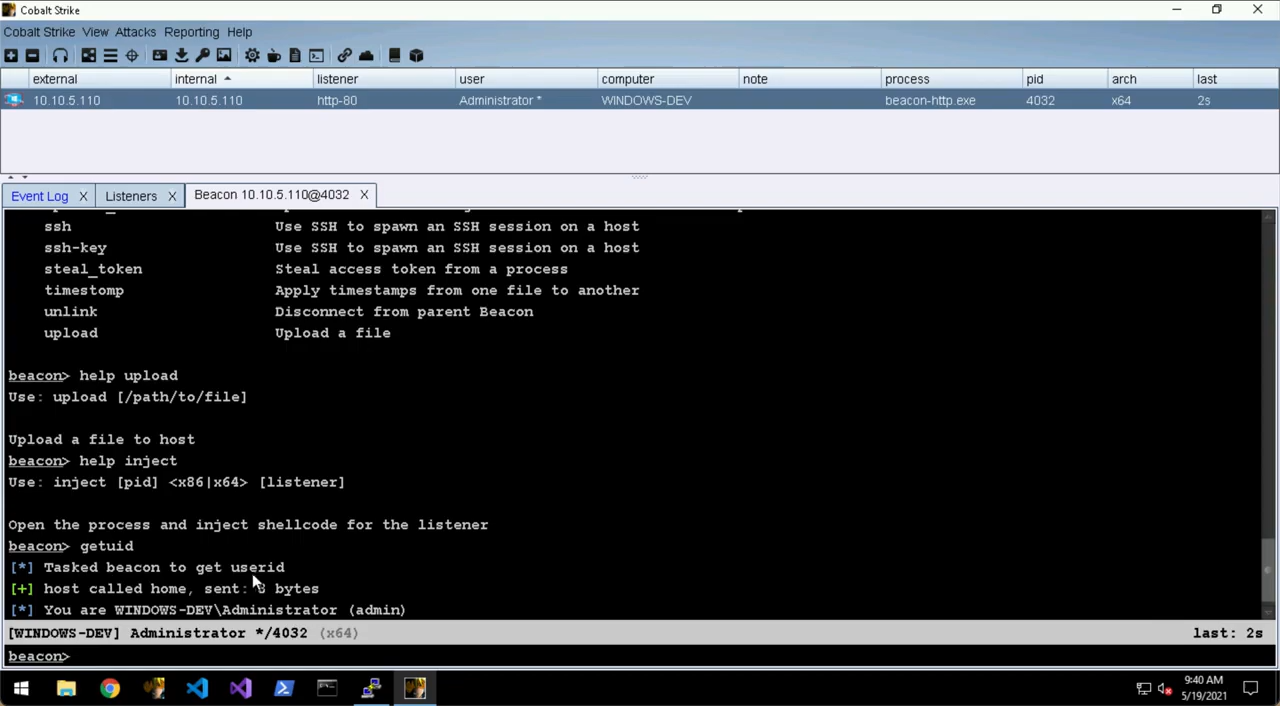 Cobalt Strike
Cobalt Strike View Attacks Reporting Help
external internal listener user computer note process pid arch last
10.10.5.110 10.10.5.110 http-80 Administrator * WINDOWS-DEV beacon-http.exe 4032 x64 2s
Event Log X Listeners X Beacon 10.10.5.110@4032 X
ssh Use SSH to spawn an SSH session on a host
ssh-key Use SSH to spawn an SSH session on a host
steal_token Steal access token from a process
timestomp Apply timestamps from one file to another
unlink Disconnect from parent Beacon
upload Upload a file
beacon> help upload
Use: upload [/path/to/file]
Upload a file to host
beacon> help inject
Use: inject [pid] <x86|x64> [listener]
Open the process and inject shellcode for the listener
beacon> getuid
[*] Tasked beacon to get userid
[+] host called home, sent: 8 bytes
[*] You are WINDOWS-DEV\Administrator (admin)
[WINDOWS-DEV] Administrator */4032 (x64) last: 2s
beacon>
9:40 AM
5/19/2021